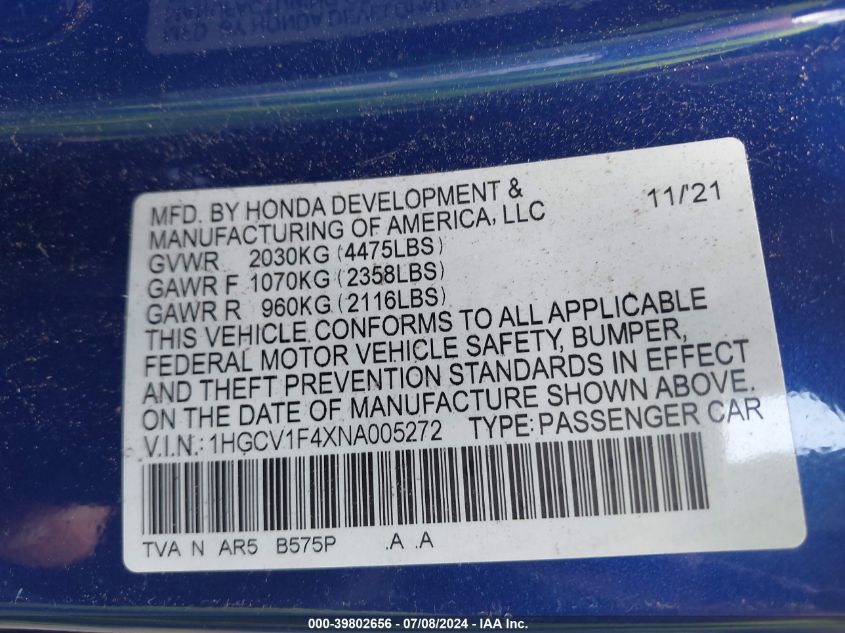 MFD. BY HONDA DEVELOPMENT & 11/'21
MANUFACTURING OF AMERICA, LLC
GVWR 2030KG (4475LBS)
GAWR F 1070KG (2358LBS)
GAWR R 960KG (2116LBS)
THIS VEHICLE CONFORMS TO ALL APPLICABLE
FEDERAL MOTOR VEHICLE SAFETY, BUMPER,
AND THEFT PREVENTION STANDARDS IN EFFECT
ON THE DATE OF MANUFACTURE SHOWN ABOVE.
V.I.N.: 1HGCV1F4XNA005272 TYPE: PASSENGER CAR
TVA N AR5 B575P .A .A
000-39802656 - 07/08/2024 - IAA Inc.